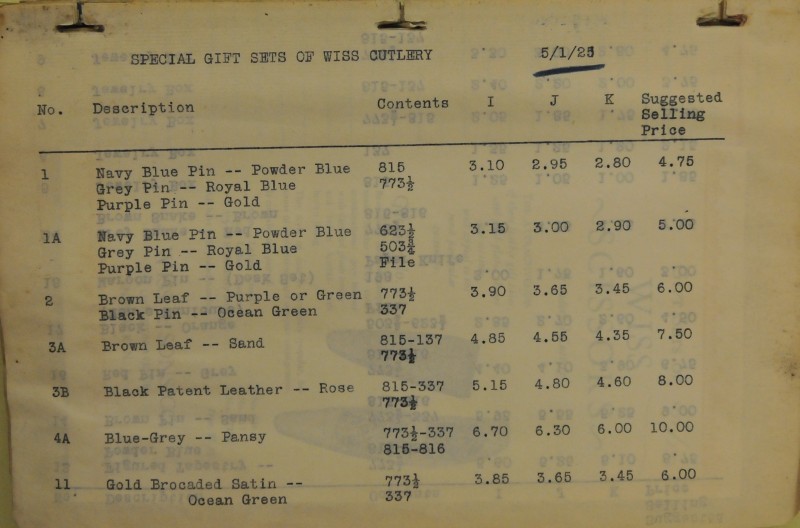 SPECIAL GIFT SETS OF WISS CUTLERY 5/1/25
No. Description Contents I J K Suggested
Selling
Price
1 Navy Blue Pin -- Powder Blue 815 3.10 2.95 2.80 4.75
Grey Pin -- Royal Blue 773½
Purple Pin -- Gold
1A Navy Blue Pin -- Powder Blue 623½ 3.15 3.00 2.90 5.00
Grey Pin -- Royal Blue
Purple Pin -- Gold File
2 Brown Leaf -- Purple or Green 773½ 3.90 3.65 3.45 6.00
Black Pin -- Ocean Green 337
3A Brown Leaf -- Sand 815-137 4.85 4.55 4.35 7.50
773½
3B Black Patent Leather -- Rose 815-337 5.15 4.80 4.60 8.00
773½
4A Blue-Grey -- Pansy 773½-337 6.70 6.30 6.00 10.00
815-816
11 Gold Brocaded Satin -- 773½ 3.85 3.65 3.45 6.00
Ocean Green 337